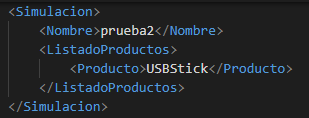 <Simulacion>
<Nombre>prueba2</Nombre>
<ListadoProductos>
<Producto>USBStick</Producto>
</ListadoProductos>
</Simulacion>